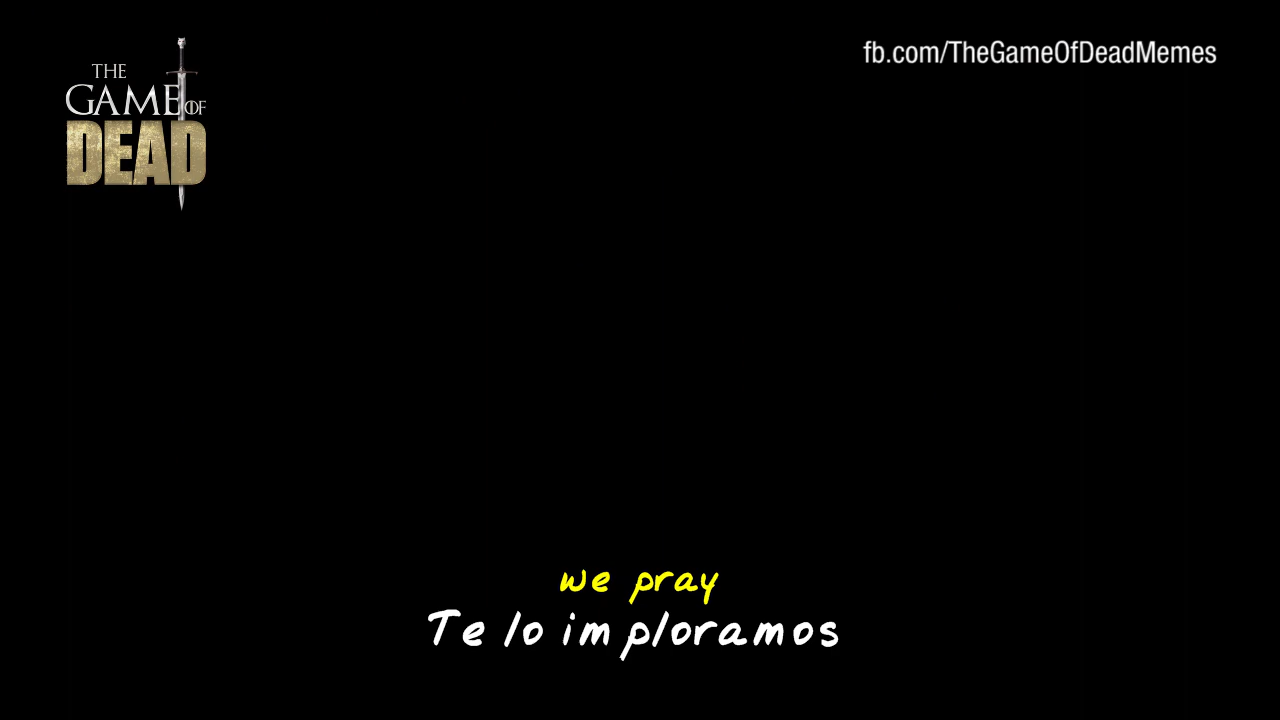 THE
GAME OF
DEAD
fb.com/TheGameOfDeadMemes
we pray
Te lo imploramos